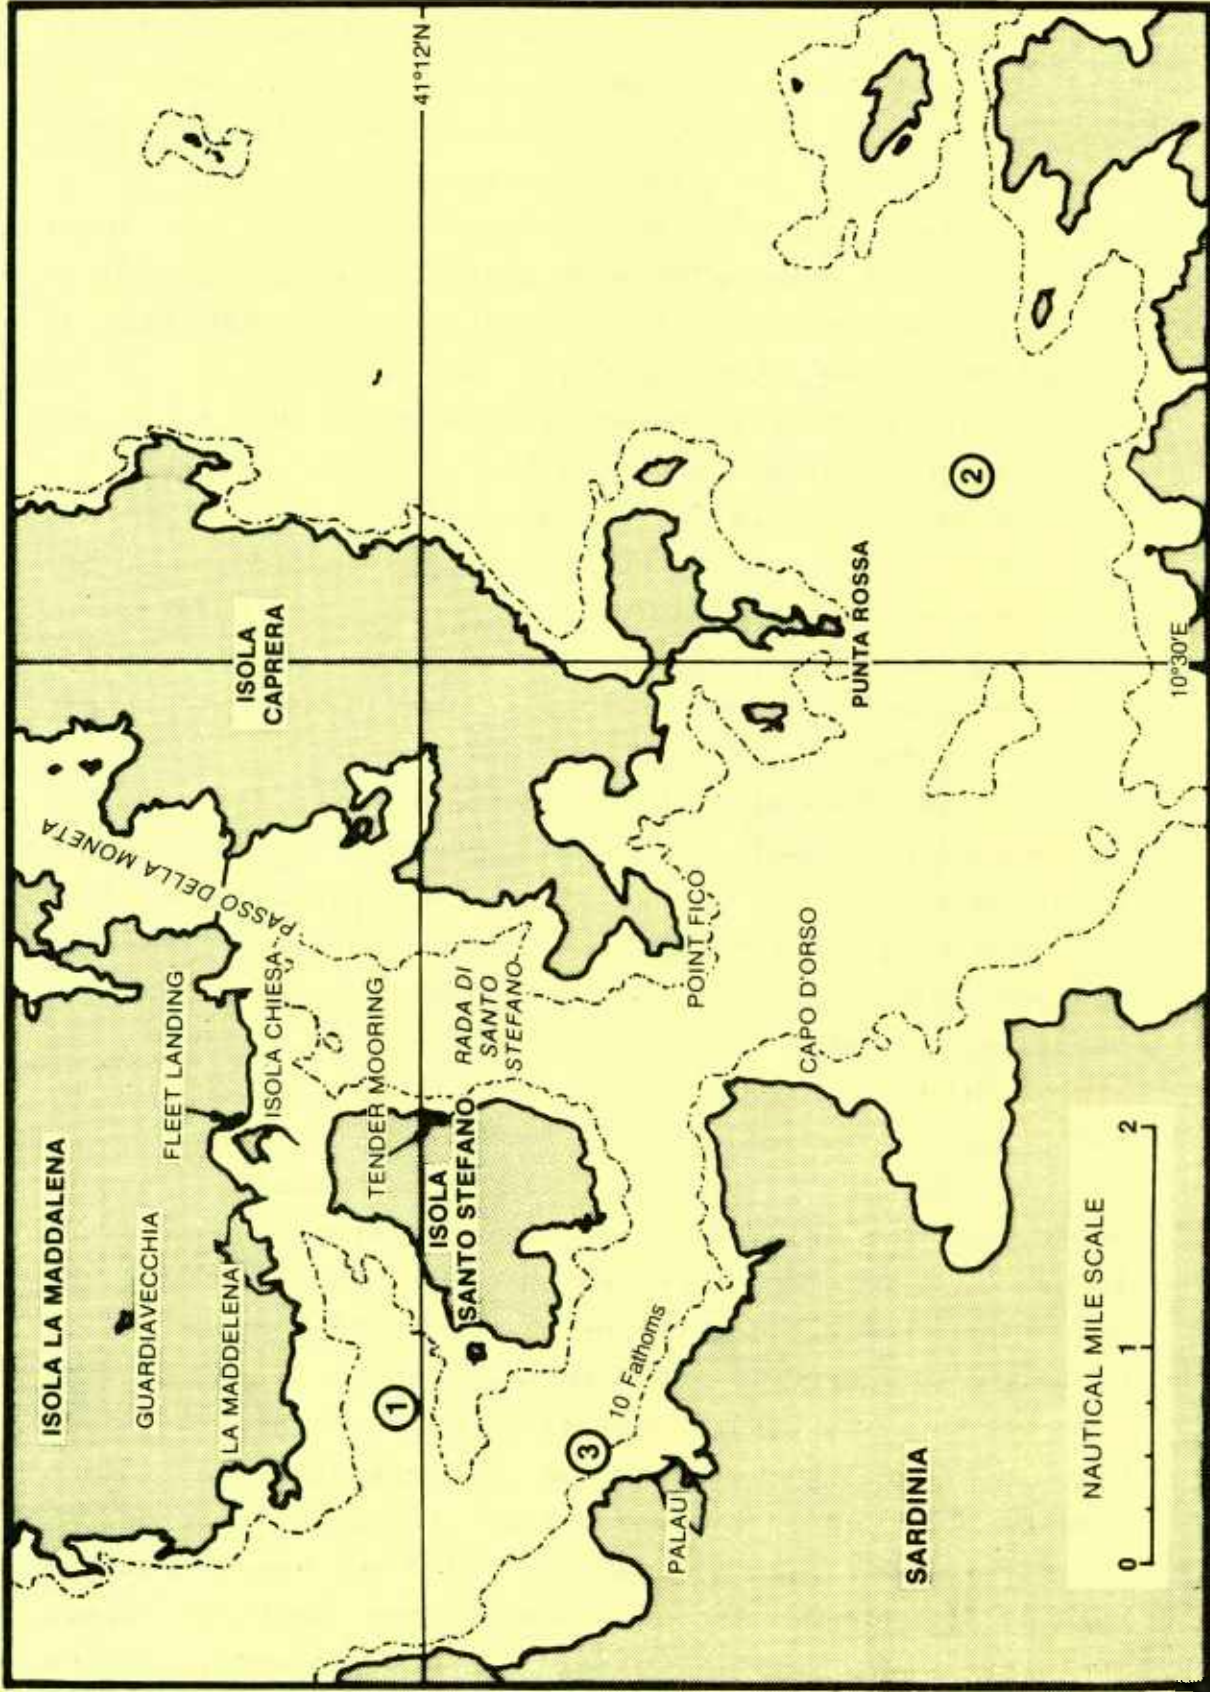 ISOLA LA MADDALENA
PASSO DELLA MONETA
GUARDIAVECCHIA
FLEET LANDING
LA MADDELENA
ISOLA
CAPRERA
ISOLA CHIESA
TENDER MOORING
1
41°12'N
ISOLA
SANTO STEFANO
RADA DI
SANTO
STEFANO
3
10 Fathoms
PALAU
POINT FICO
CAPO D'ORSO
PUNTA ROSSA
SARDINIA
2
NAUTICAL MILE SCALE
0 1 2
10°30'E